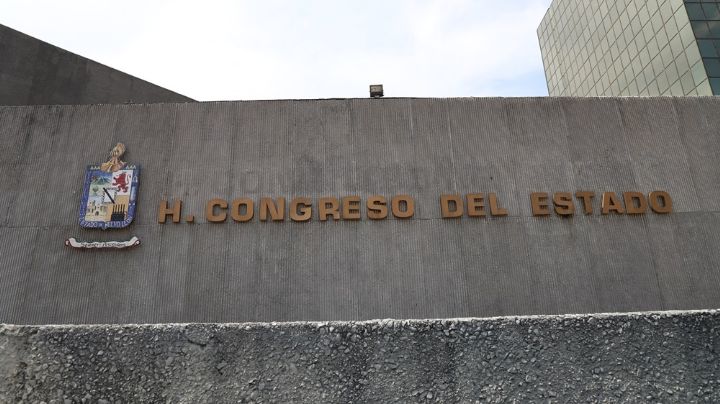 H. CONGRESO DEL ESTADO